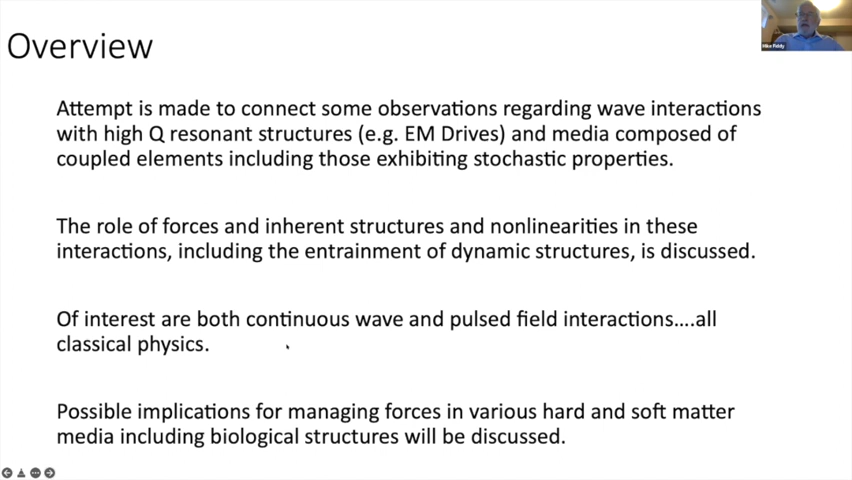 Overview
Attempt is made to connect some observations regarding wave interactions
with high Q resonant structures (e.g. EM Drives) and media composed of
coupled elements including those exhibiting stochastic properties.
The role of forces and inherent structures and nonlinearities in these
interactions, including the entrainment of dynamic structures, is discussed.
Of interest are both continuous wave and pulsed field interactions....all
classical physics.
Possible implications for managing forces in various hard and soft matter
media including biological structures will be discussed.